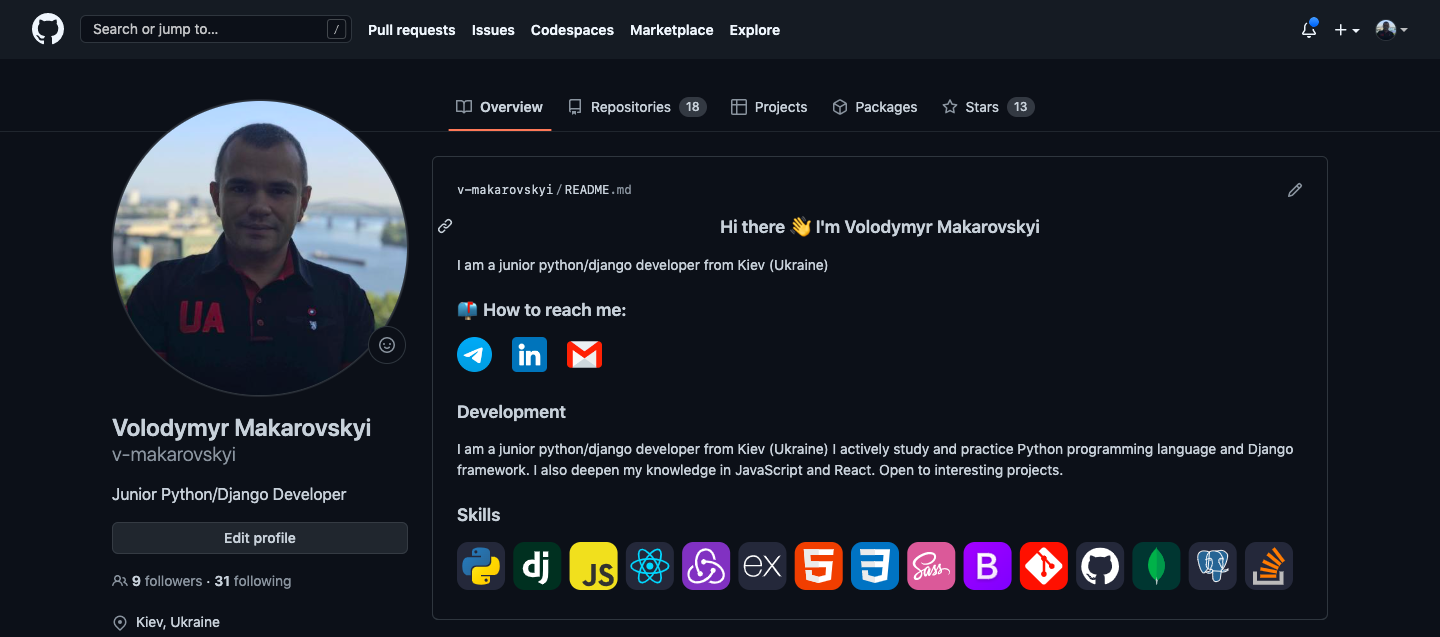 Search or jump to... /
Pull requests Issues Codespaces Marketplace Explore
Overview Repositories 18 Projects Packages Stars 13
v-makarovskyi/README.md
Hi there 👋 I'm Volodymyr Makarovskyi
I am a junior python/django developer from Kiev (Ukraine)
📫 How to reach me:
in
Development
I am a junior python/django developer from Kiev (Ukraine) I actively study and practice Python programming language and Django
framework. I also deepen my knowledge in JavaScript and React. Open to interesting projects.
Skills
dj JS ex 5 3 Sass B
UA
Volodymyr Makarovskyi
v-makarovskyi
Junior Python/Django Developer
Edit profile
9 followers · 31 following
Kiev, Ukraine